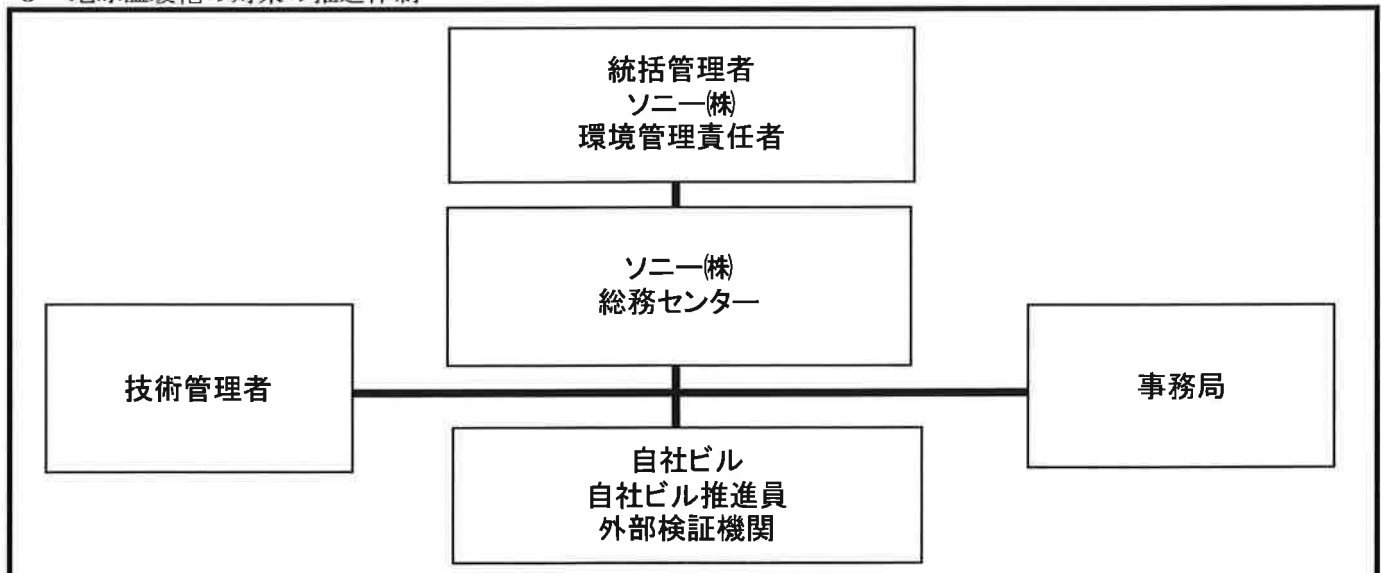 統括管理者
ソニー㈱
環境管理責任者
ソニー㈱
総務センター
技術管理者
事務局
自社ビル
自社ビル推進員
外部検証機関